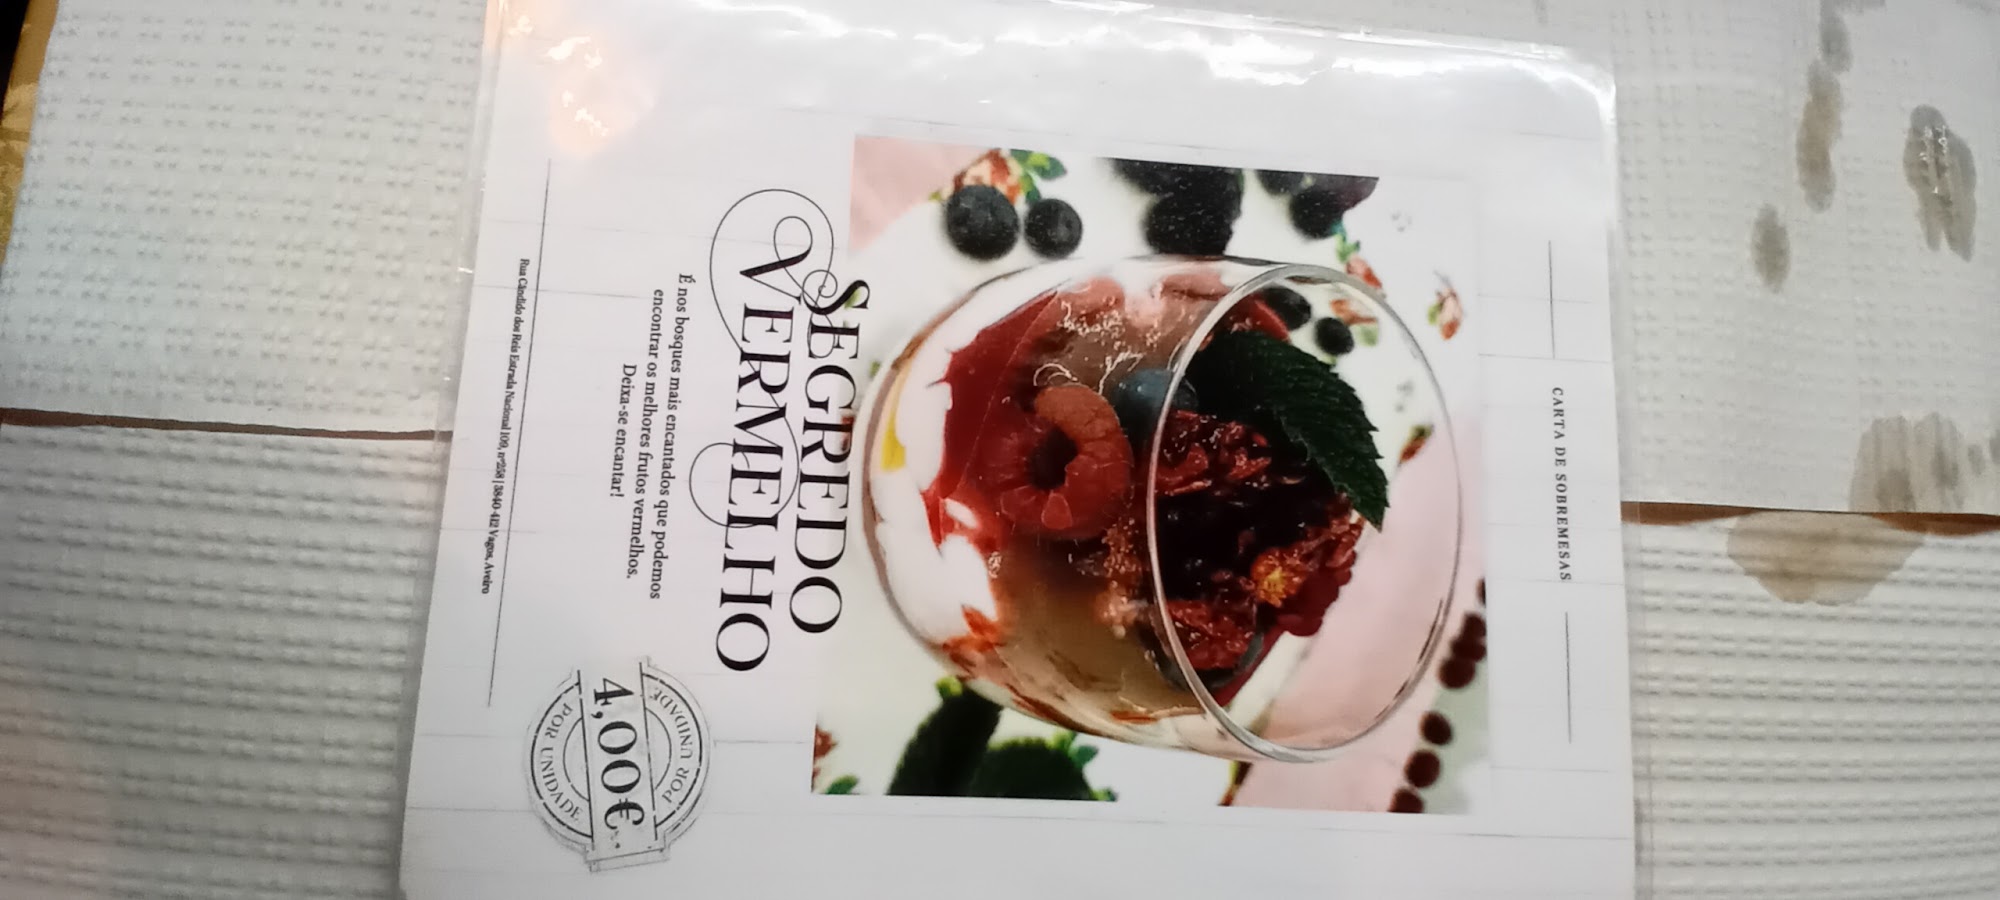 CARTA DE SOBREMESAS
SEGREDO
VERMELHO
É nos bosques mais encantados que podemos
encontrar os melhores frutos vermelhos.
Deixa-se encantar!
POR UNIDADE
4,00€.
POR UNIDADE
Rua Cândido dos Reis Estrada Nacional 109, nº258 | 3840-412 Vagos, Aveiro